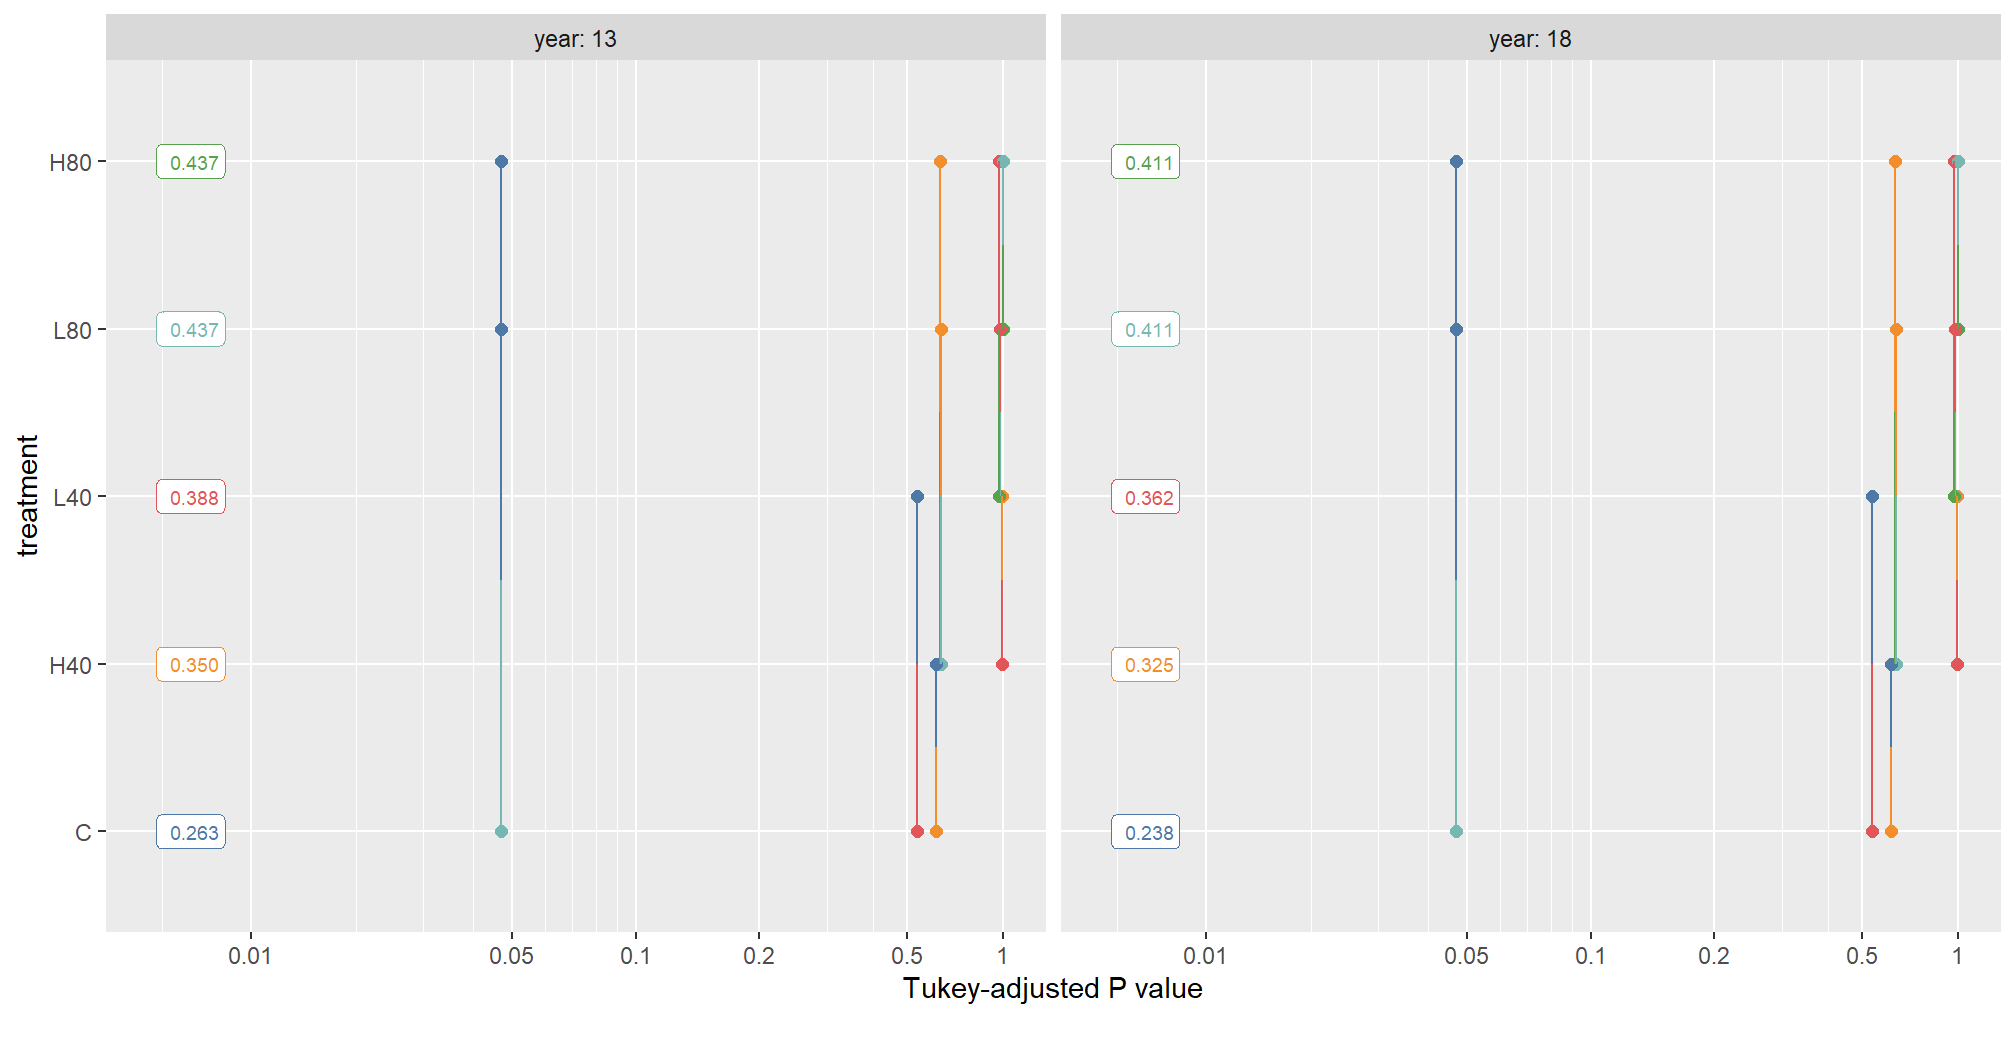 year: 13
year: 18
H80
0.437
0.411
L80
0.437
0.411
L40
0.388
0.362
H40
0.350
0.325
C
0.263
0.238
treatment
0.01 0.05 0.1 0.2 0.5 1
0.01 0.05 0.1 0.2 0.5 1
Tukey-adjusted P value